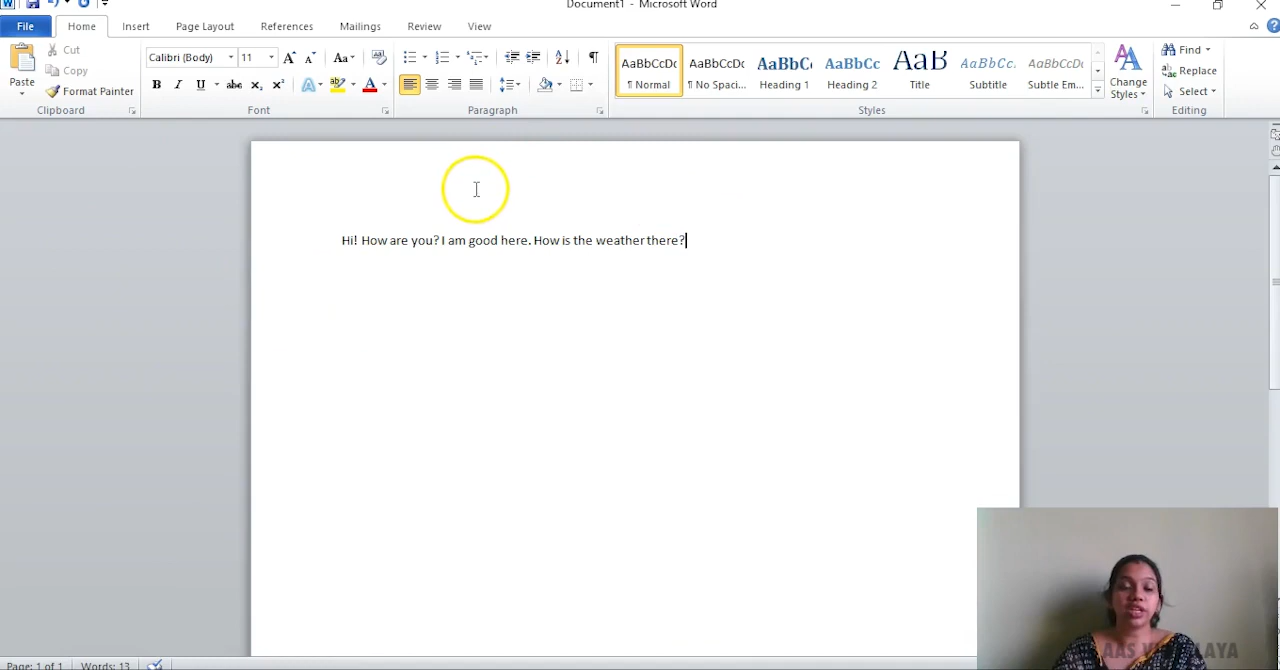 Document1 - Microsoft Word
File Home Insert Page Layout References Mailings Review View
Paste
Cut
Copy
Format Painter
Clipboard
Calibri (Body) 11
Font
Paragraph
AaBbCcDc AaBbCcDc AaBbC AaBbCc AaB AaBbCc. AaBbCcDc
¶ Normal ¶ No Spaci... Heading 1 Heading 2 Title Subtitle Subtle Em...
Styles
Change
Styles
Find
Replace
Select
Editing
Hi! How are you? I am good here. How is the weather there?
Page: 1 of 1 Words: 13